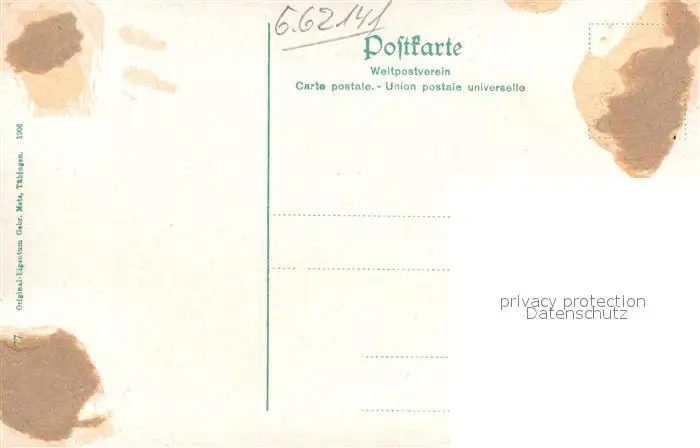 6.62141
Postkarte
Weltpostverein
Carte postale. - Union postale universelle
Original-Eigentum Gebr. Metz, Tübingen. 1906
privacy protection
Datenschutz